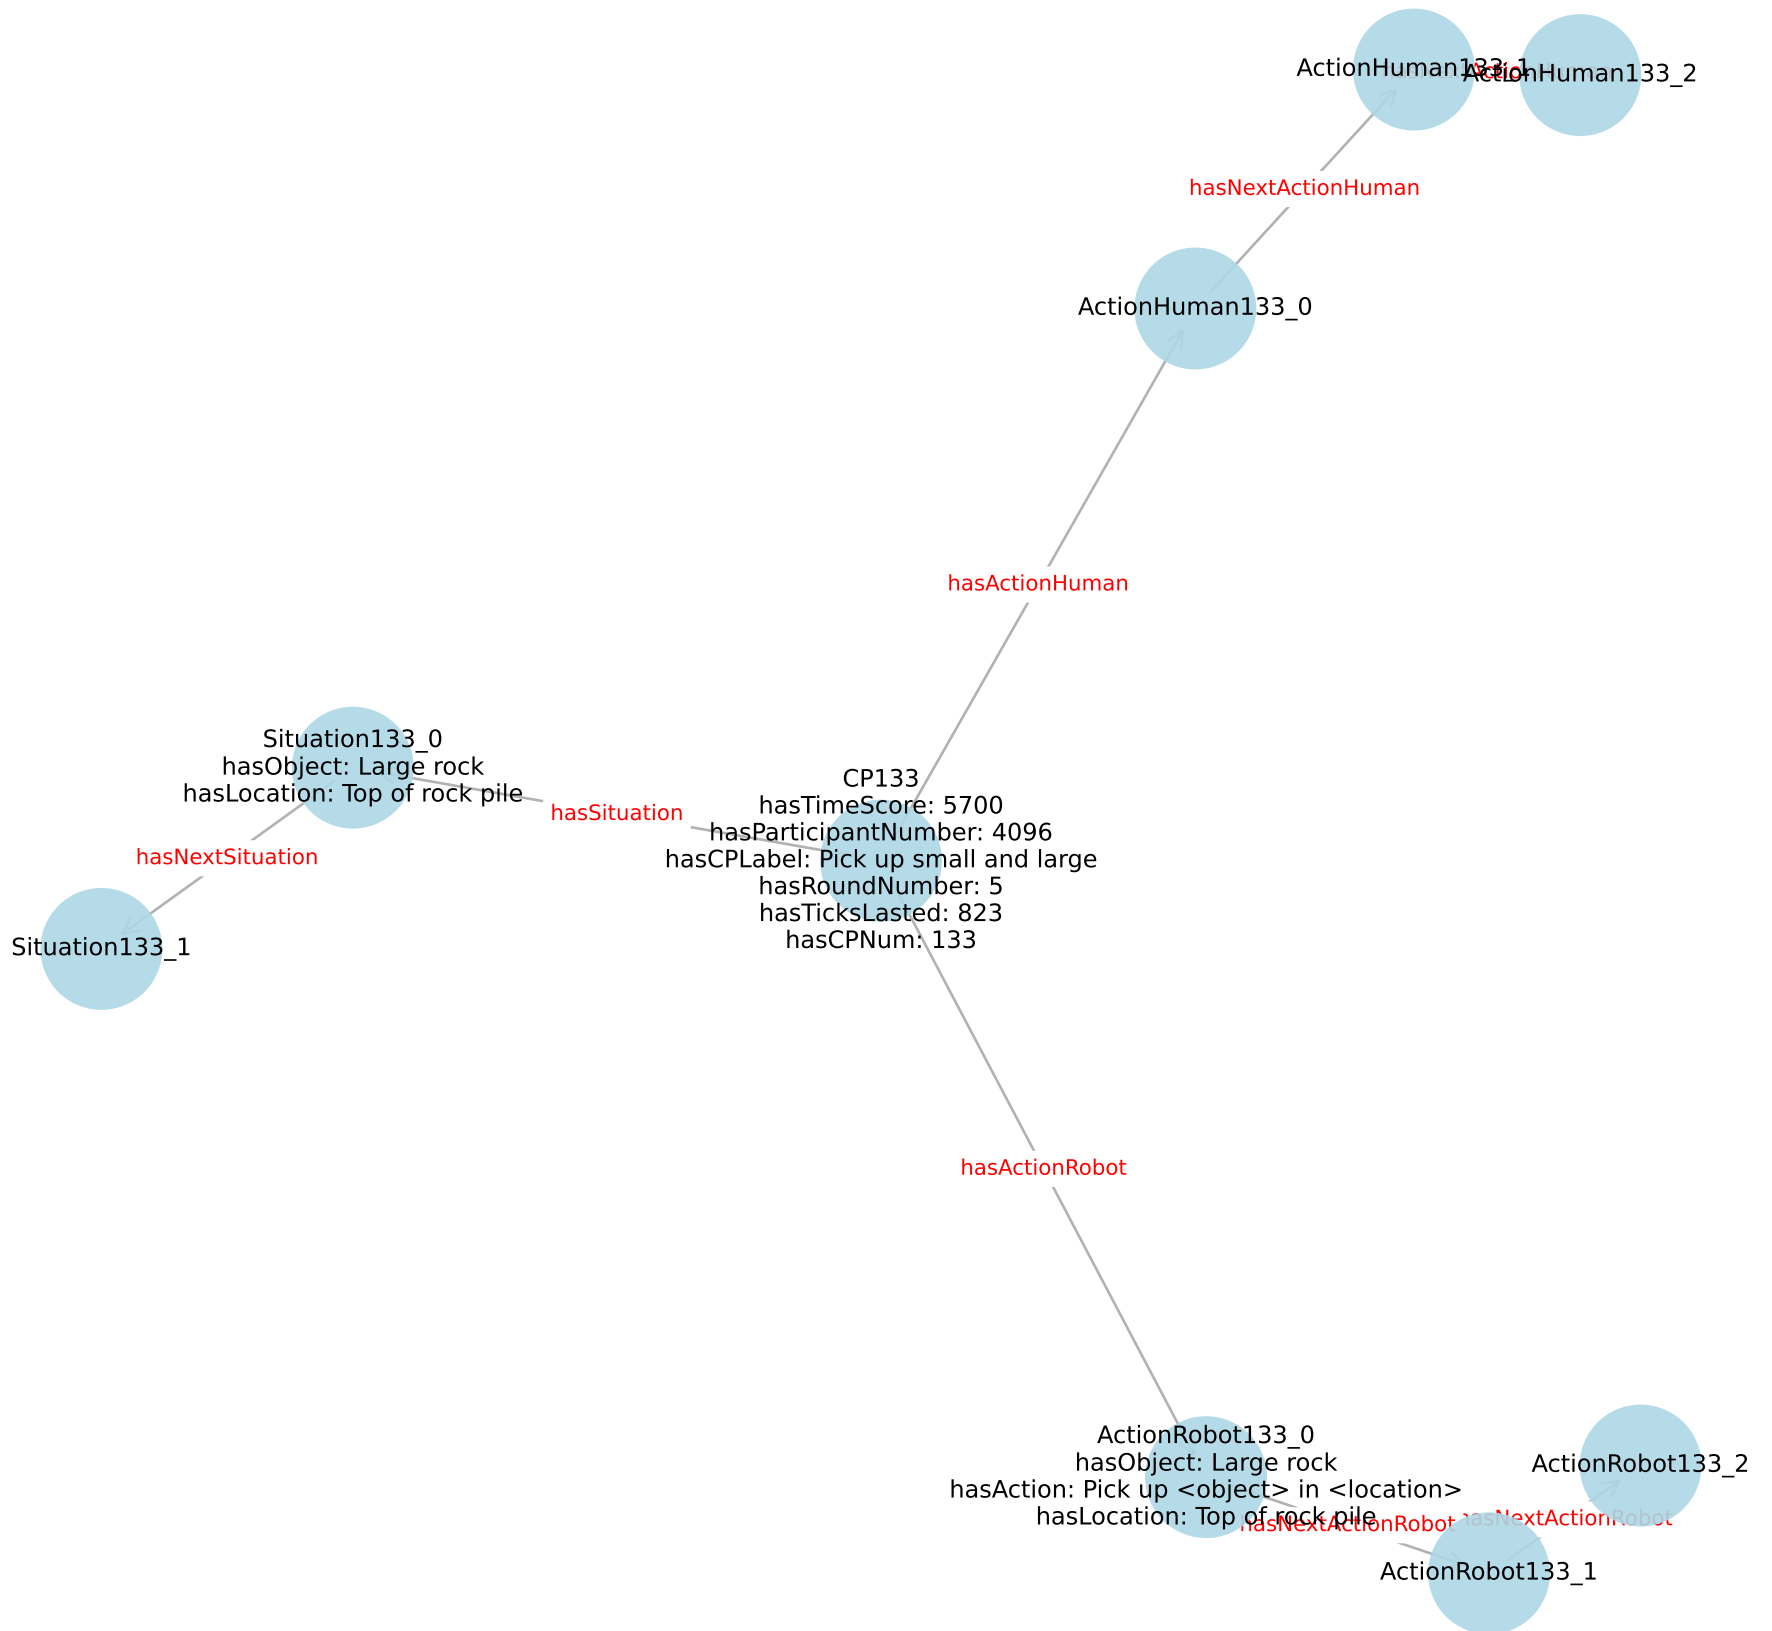 ActionHuman133_1
ActionHuman133_2
hasNextActionHuman
ActionHuman133_0
hasActionHuman
Situation133_0
hasObject: Large rock
hasLocation: Top of rock pile
hasSituation
hasNextSituation
Situation133_1
CP133
hasTimeScore: 5700
hasParticipantNumber: 4096
hasCPLabel: Pick up small and large
hasRoundNumber: 5
hasTicksLasted: 823
hasCPNum: 133
hasActionRobot
ActionRobot133_0
hasObject: Large rock
hasAction: Pick up <object> in <location>
hasLocation: Top of rock pile
hasNextActionRobot
hasNextActionRobot
ActionRobot133_2
ActionRobot133_1